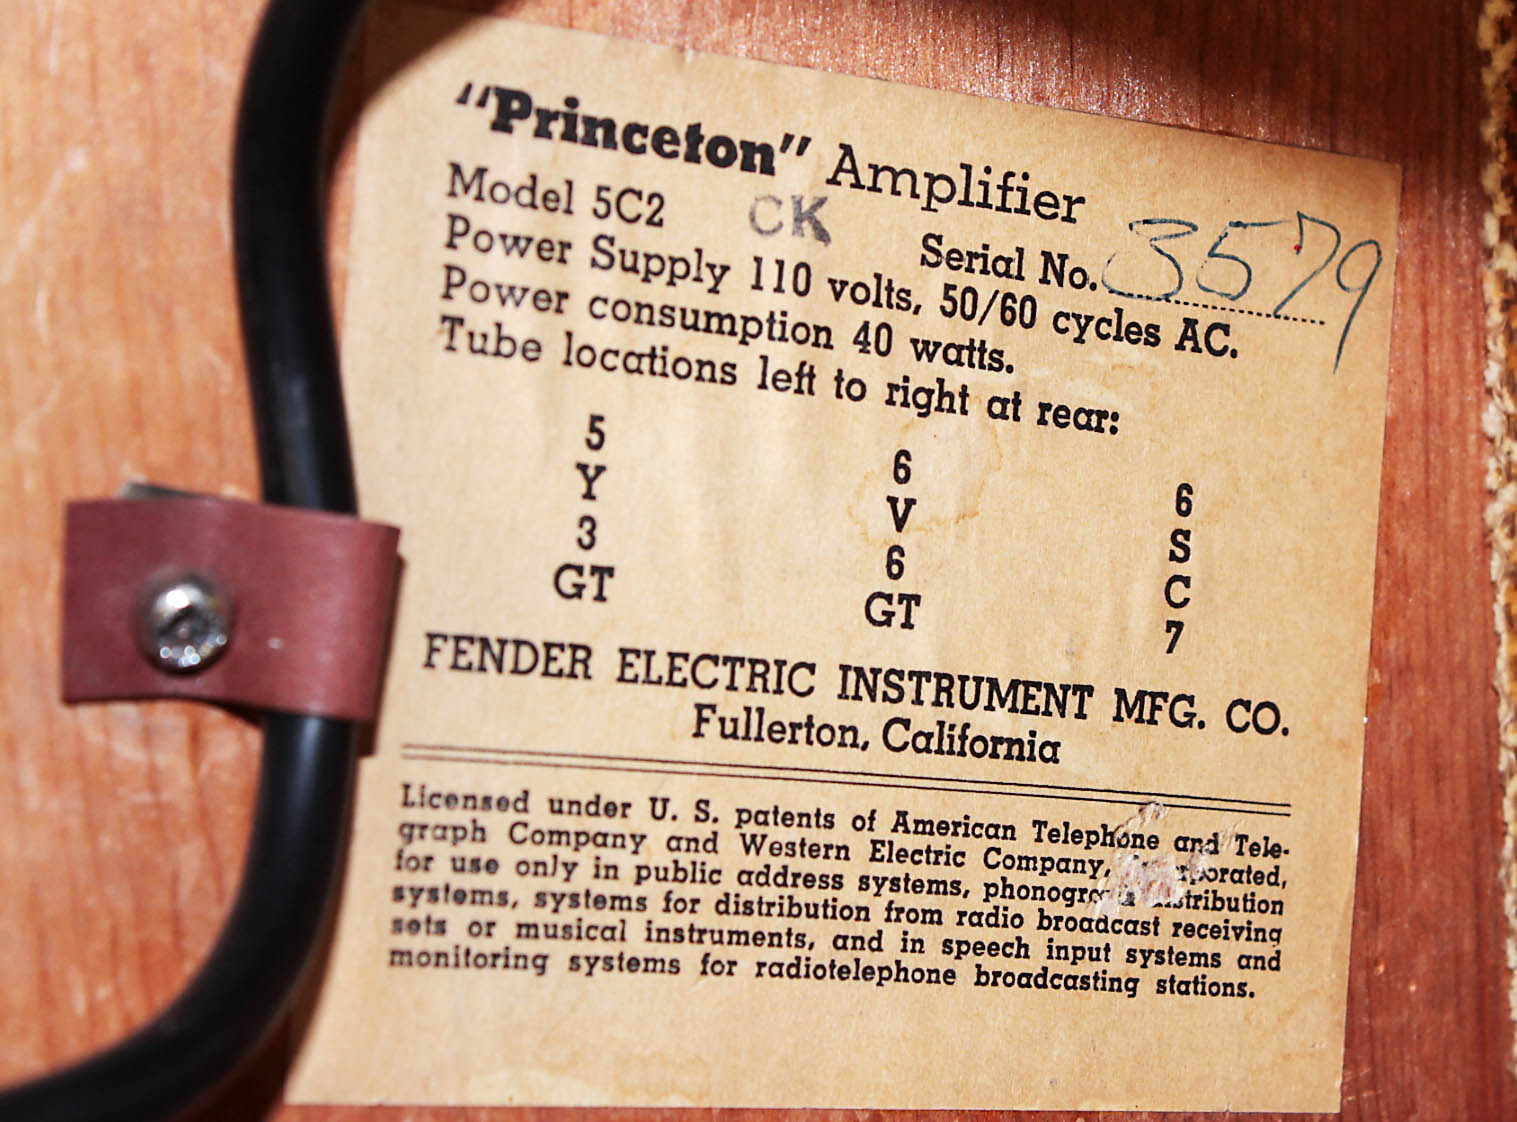 "Princeton" Amplifier
Model 5C2 CK Serial No. 3579
Power Supply 110 volts, 50/60 cycles AC.
Power consumption 40 watts.
Tube locations left to right at rear:
5 6 6
Y V S
3 6 C
GT GT 7
FENDER ELECTRIC INSTRUMENT MFG. CO.
Fullerton, California
Licensed under U. S. patents of American Telephone and Tele-
graph Company and Western Electric Company,
for use only in public address systems,
systems, systems for distribution from radio broadcast receiving
sets or musical instruments, and in speech input systems and
monitoring systems for radiotelephone broadcasting stations.